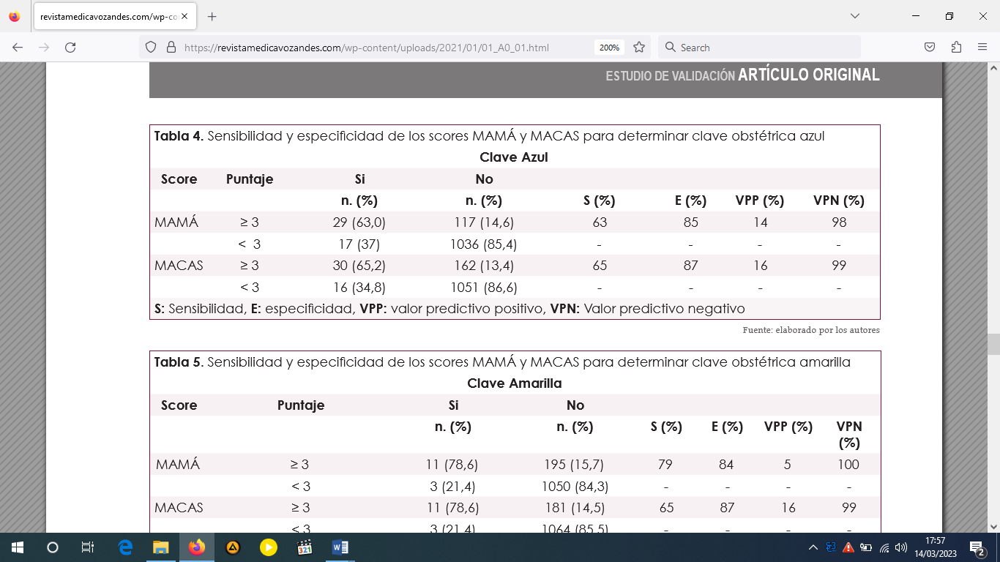 revistamedicavozandes.com/wp-co
https://revistamedicavozandes.com/wp-content/uploads/2021/01/01_A0_01.html
200%
Search
ESTUDIO DE VALIDACIÓN ARTÍCULO ORIGINAL
Tabla 4. Sensibilidad y especificidad de los scores MAMÁ y MACAS para determinar clave obstétrica azul
Clave Azul
Score Puntaje Si No
n. (%) n. (%) S (%) E (%) VPP (%) VPN (%)
MAMÁ ≥ 3 29 (63,0) 117 (14,6) 63 85 14 98
< 3 17 (37) 1036 (85,4) - - - -
MACAS ≥ 3 30 (65,2) 162 (13,4) 65 87 16 99
< 3 16 (34,8) 1051 (86,6) - - - -
S: Sensibilidad, E: especificidad, VPP: valor predictivo positivo, VPN: Valor predictivo negativo
Fuente: elaborado por los autores
Tabla 5. Sensibilidad y especificidad de los scores MAMÁ y MACAS para determinar clave obstétrica amarilla
Clave Amarilla
Score Puntaje Si No
n. (%) n. (%) S (%) E (%) VPP (%) VPN
(%)
MAMÁ ≥ 3 11 (78,6) 195 (15,7) 79 84 5 100
< 3 3 (21,4) 1050 (84,3) - - - -
MACAS ≥ 3 11 (78,6) 181 (14,5) 65 87 16 99
< 3 3 (21,4) 1064 (85,5) - - - -
321
17:57
14/03/2023
2